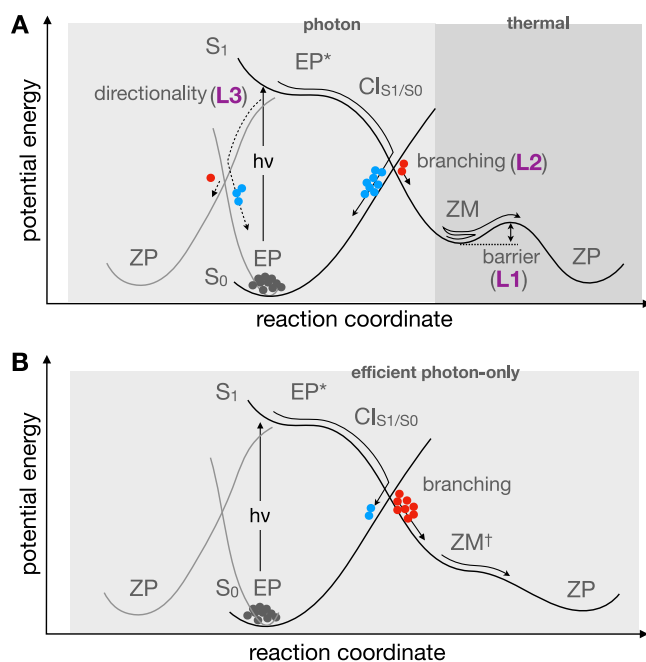 A
photon
thermal
S1
EP*
CIS1/S0
directionality (L3)
hν
branching (L2)
ZM
barrier
(L1)
ZP
S0
EP
ZP
potential energy
reaction coordinate
B
efficient photon-only
S1
EP*
CIS1/S0
branching
hν
ZM†
ZP
S0
EP
ZP
potential energy
reaction coordinate